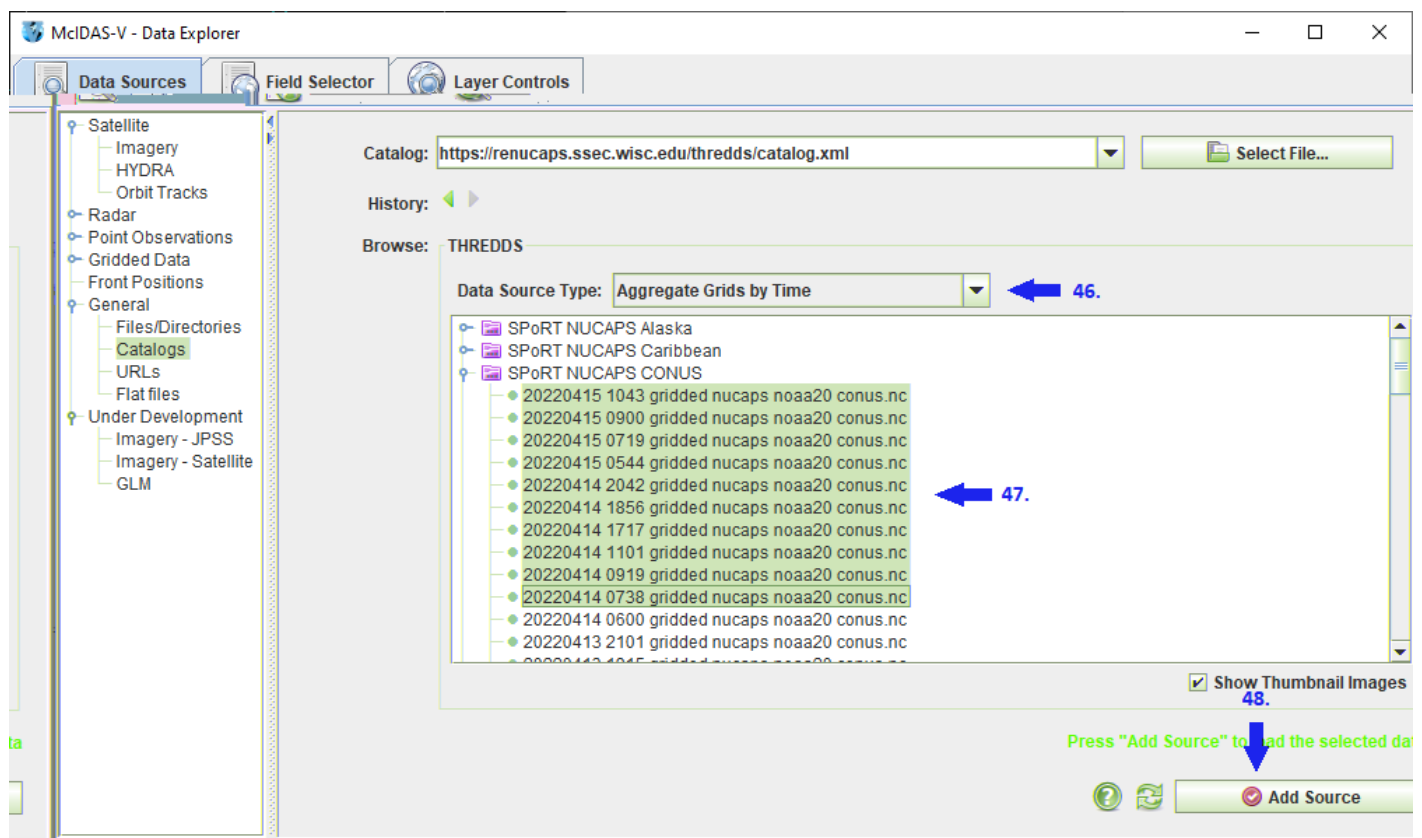 McIDAS-V - Data Explorer
Data Sources
Field Selector
Layer Controls
Satellite
Imagery
HYDRA
Orbit Tracks
Radar
Point Observations
Gridded Data
Front Positions
General
Files/Directories
Catalogs
URLs
Flat files
Under Development
Imagery - JPSS
Imagery - Satellite
GLM
ta
Catalog: https://renucaps.ssec.wisc.edu/thredds/catalog.xml Select File...
History:
Browse: THREDDS
Data Source Type: Aggregate Grids by Time 46.
SPoRT NUCAPS Alaska
SPoRT NUCAPS Caribbean
SPoRT NUCAPS CONUS
20220415 1043 gridded nucaps noaa20 conus.nc
20220415 0900 gridded nucaps noaa20 conus.nc
20220415 0719 gridded nucaps noaa20 conus.nc
20220415 0544 gridded nucaps noaa20 conus.nc
20220414 2042 gridded nucaps noaa20 conus.nc
47.
20220414 1856 gridded nucaps noaa20 conus.nc
20220414 1717 gridded nucaps noaa20 conus.nc
20220414 1101 gridded nucaps noaa20 conus.nc
20220414 0919 gridded nucaps noaa20 conus.nc
20220414 0738 gridded nucaps noaa20 conus.nc
20220414 0600 gridded nucaps noaa20 conus.nc
20220413 2101 gridded nucaps noaa20 conus.nc
Show Thumbnail Images
48.
Press "Add Source" to load the selected dat
Add Source